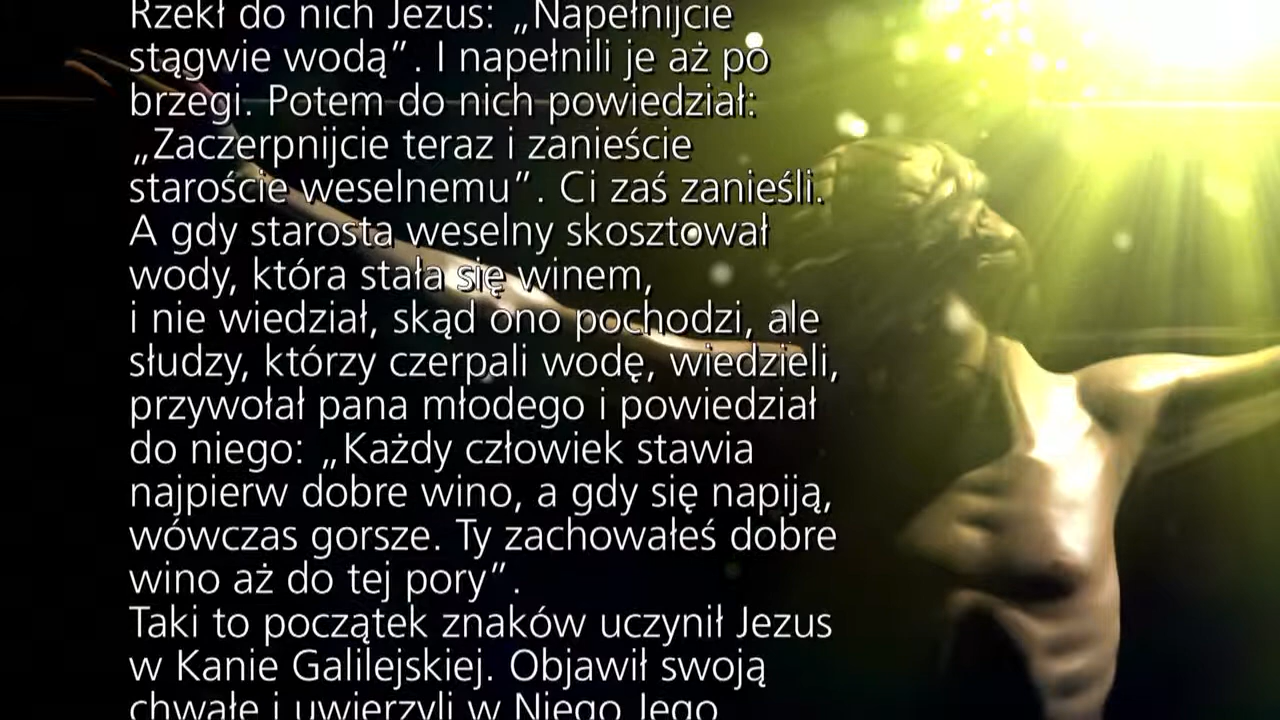 Rzekł do nich Jezus: „Napełnijcie
stągwie wodą”. I napełnili je aż po
brzegi. Potem do nich powiedział:
„Zaczerpnijcie teraz i zanieście
staroście weselnemu”. Ci zaś zanieśli.
A gdy starosta weselny skosztował
wody, która stała się winem,
i nie wiedział, skąd ono pochodzi, ale
słudzy, którzy czerpali wodę, wiedzieli,
przywołał pana młodego i powiedział
do niego: „Każdy człowiek stawia
najpierw dobre wino, a gdy się napiją,
wówczas gorsze. Ty zachowałeś dobre
wino aż do tej pory”.
Taki to początek znaków uczynił Jezus
w Kanie Galilejskiej. Objawił swoją
chwałę i uwierzyli w Niego Jego